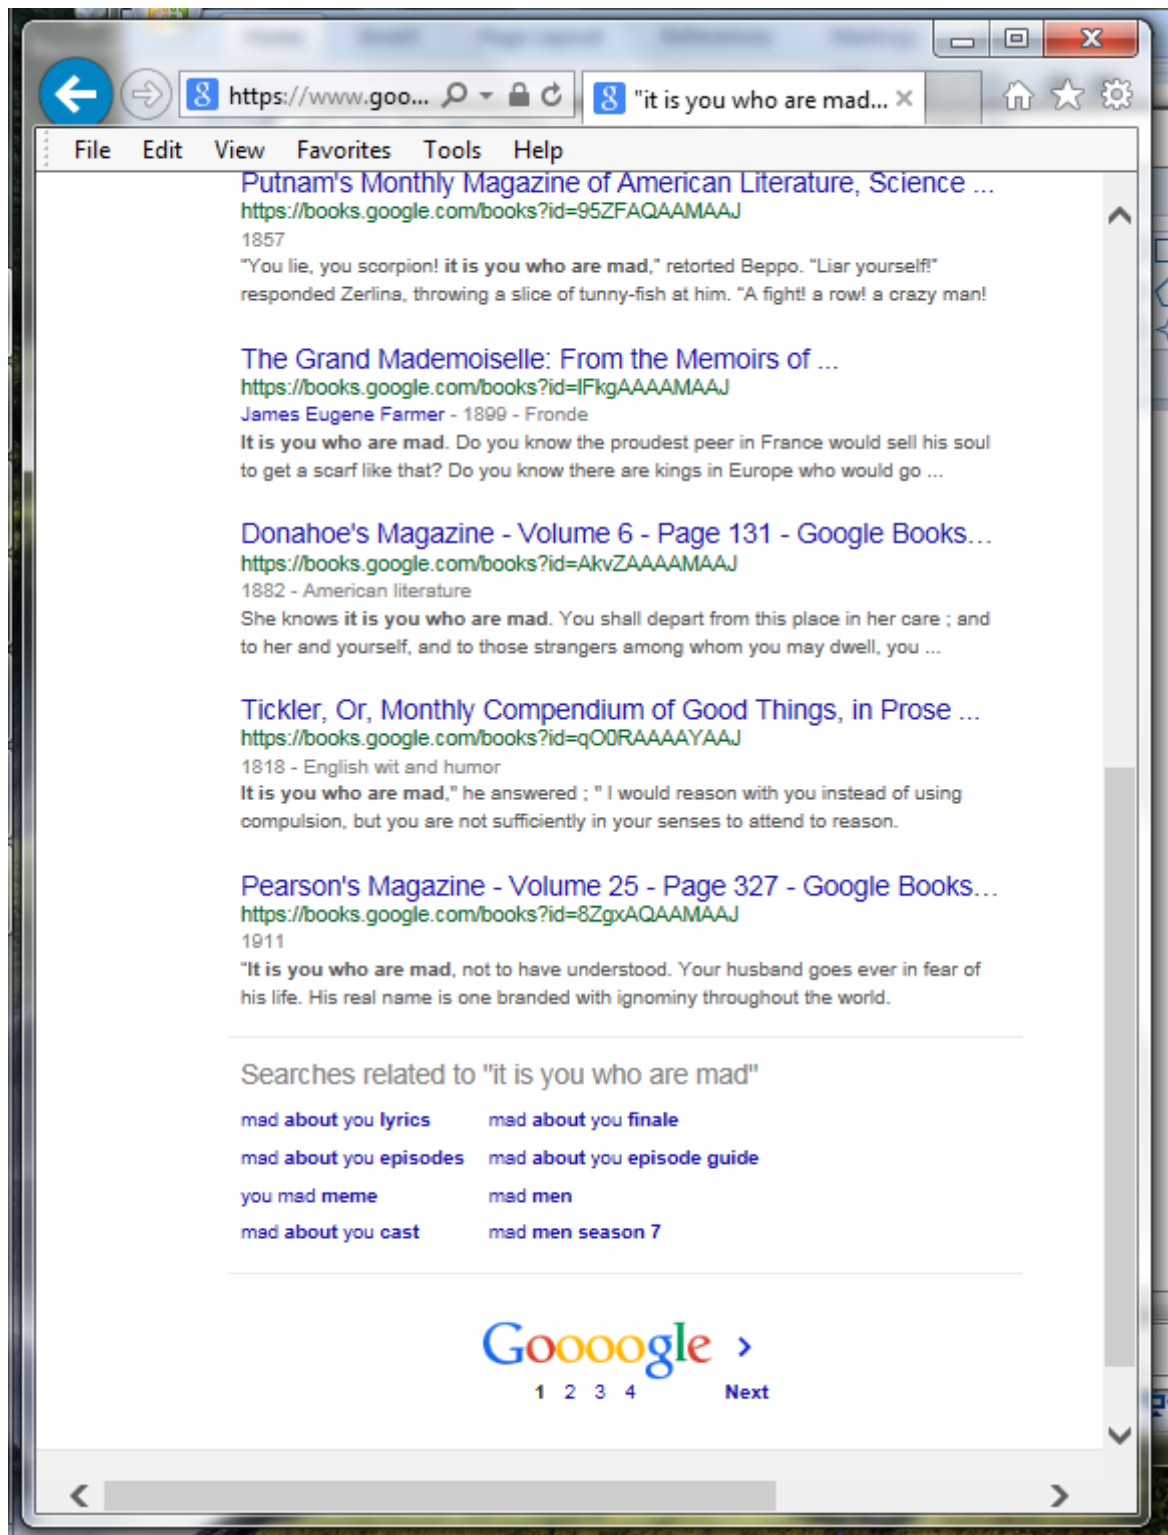 https://www.goo...
"it is you who are mad...
File Edit View Favorites Tools Help
Putnam's Monthly Magazine of American Literature, Science ...
https://books.google.com/books?id=95ZFAQAAMAAJ
1857
"You lie, you scorpion! it is you who are mad," retorted Beppo. "Liar yourself!"
responded Zerlina, throwing a slice of tunny-fish at him. "A fight! a row! a crazy man!
The Grand Mademoiselle: From the Memoirs of ...
https://books.google.com/books?id=lFkgAAAAMAAJ
James Eugene Farmer - 1899 - Fronde
It is you who are mad. Do you know the proudest peer in France would sell his soul
to get a scarf like that? Do you know there are kings in Europe who would go ...
Donahoe's Magazine - Volume 6 - Page 131 - Google Books...
https://books.google.com/books?id=AkvZAAAAMAAJ
1882 - American literature
She knows it is you who are mad. You shall depart from this place in her care ; and
to her and yourself, and to those strangers among whom you may dwell, you ...
Tickler, Or, Monthly Compendium of Good Things, in Prose ...
https://books.google.com/books?id=qO0RAAAAYAAJ
1818 - English wit and humor
It is you who are mad," he answered ; " I would reason with you instead of using
compulsion, but you are not sufficiently in your senses to attend to reason.
Pearson's Magazine - Volume 25 - Page 327 - Google Books...
https://books.google.com/books?id=8ZgxAQAAMAAJ
1911
"It is you who are mad, not to have understood. Your husband goes ever in fear of
his life. His real name is one branded with ignominy throughout the world.
Searches related to "it is you who are mad"
mad about you lyrics mad about you finale
mad about you episodes mad about you episode guide
you mad meme mad men
mad about you cast mad men season 7
Goooogle >
1 2 3 4 Next